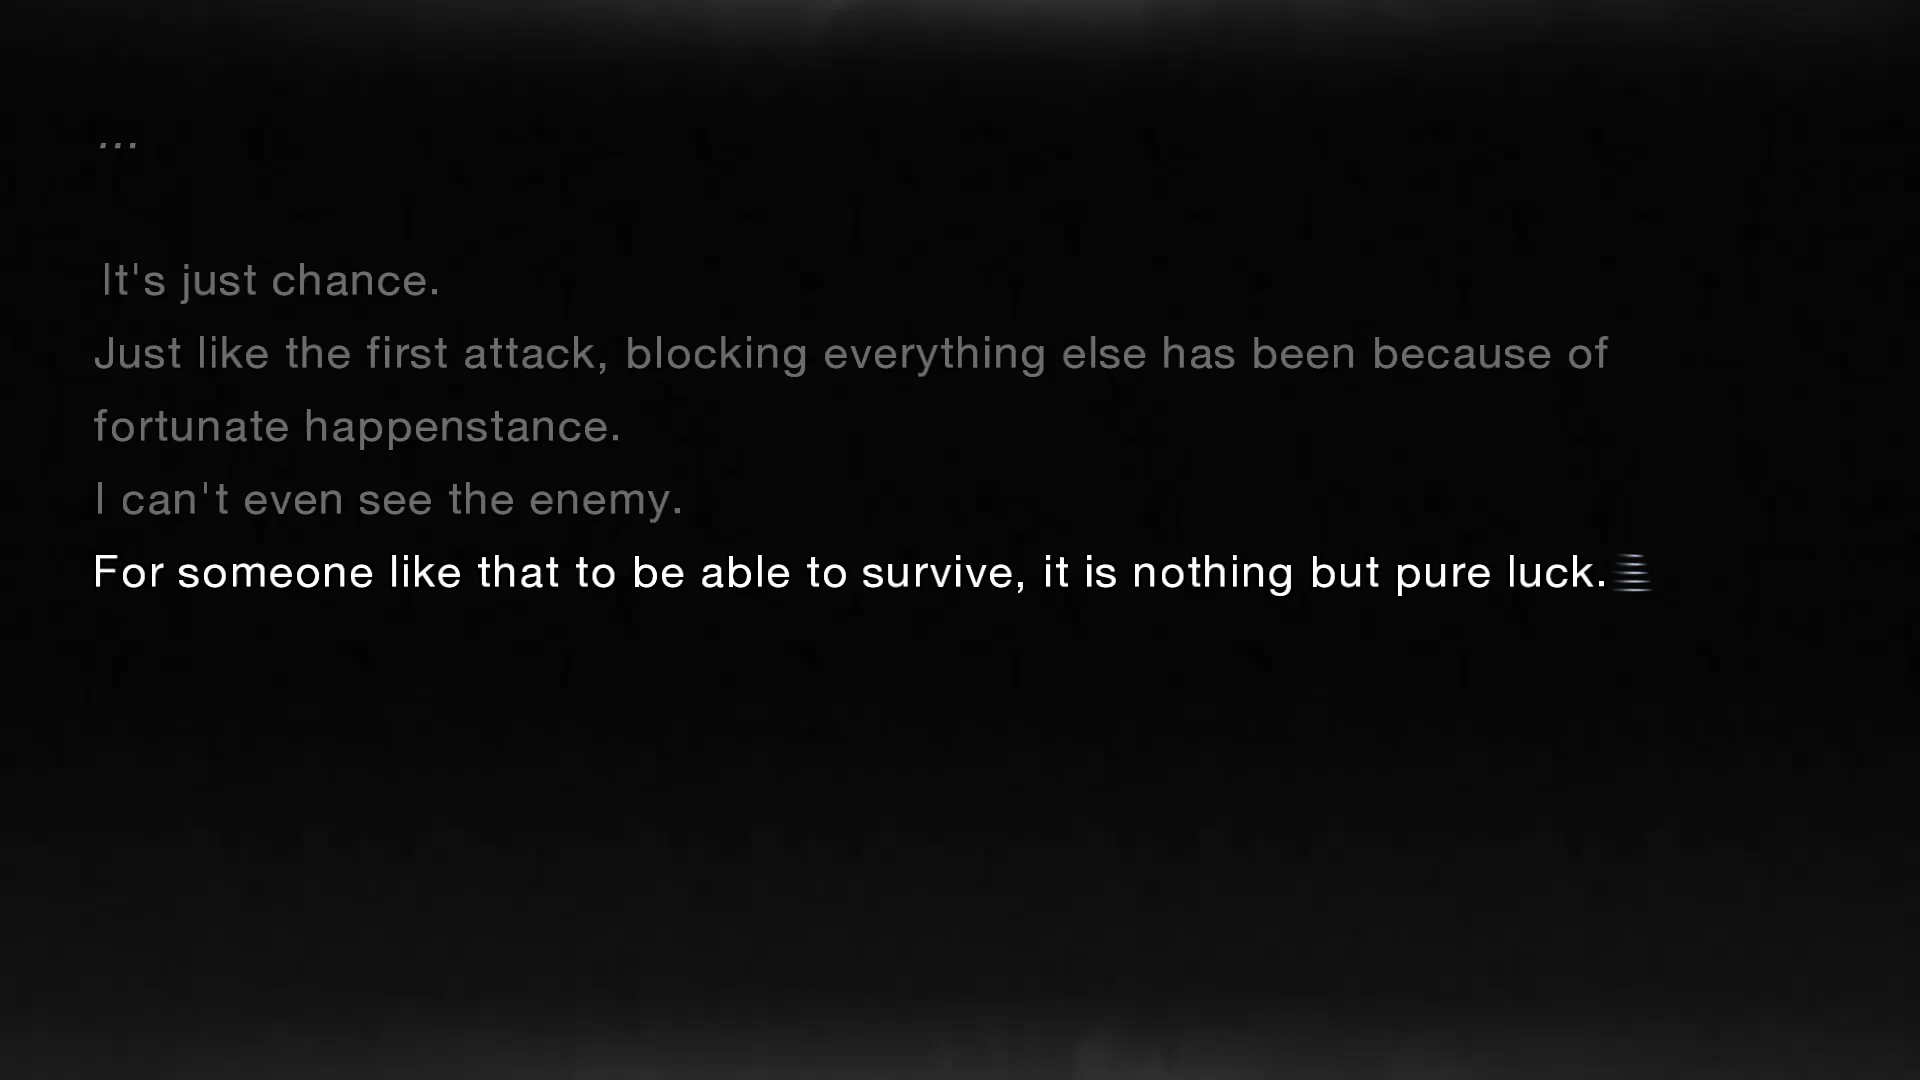 ...
It's just chance.
Just like the first attack, blocking everything else has been because of
fortunate happenstance.
I can't even see the enemy.
For someone like that to be able to survive, it is nothing but pure luck.